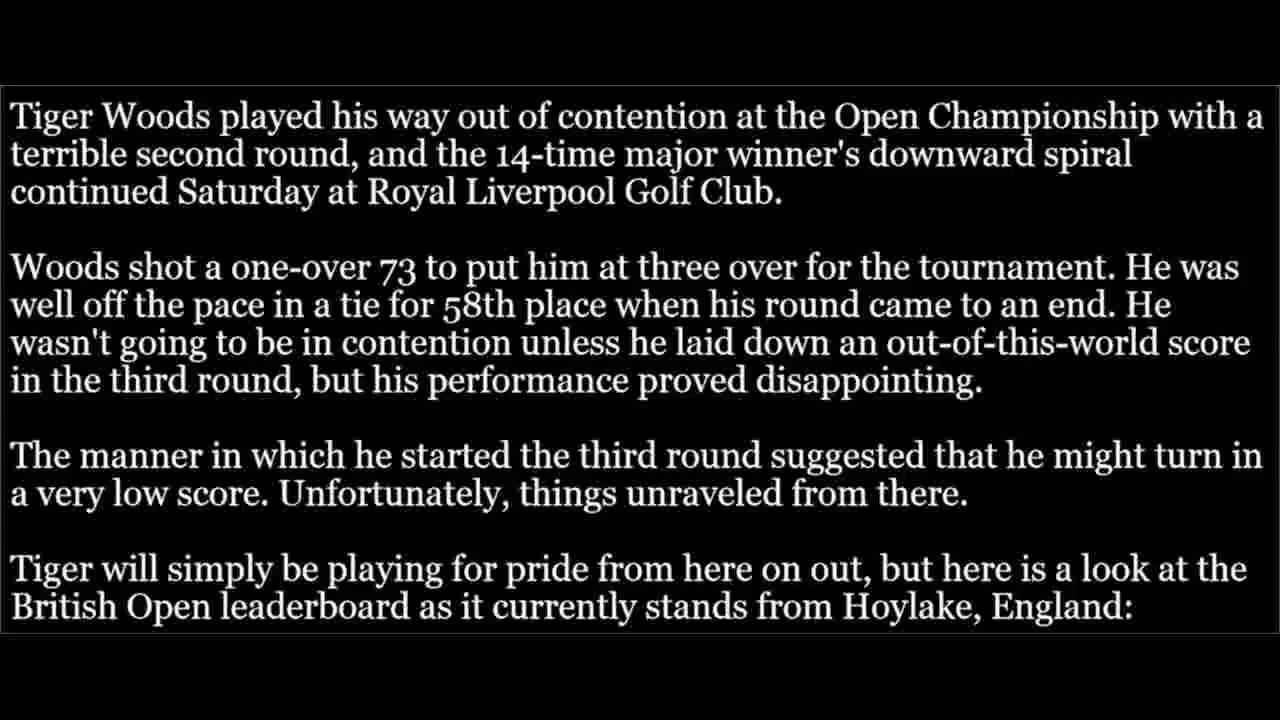 Tiger Woods played his way out of contention at the Open Championship with a
terrible second round, and the 14-time major winner's downward spiral
continued Saturday at Royal Liverpool Golf Club.
Woods shot a one-over 73 to put him at three over for the tournament. He was
well off the pace in a tie for 58th place when his round came to an end. He
wasn't going to be in contention unless he laid down an out-of-this-world score
in the third round, but his performance proved disappointing.
The manner in which he started the third round suggested that he might turn in
a very low score. Unfortunately, things unraveled from there.
Tiger will simply be playing for pride from here on out, but here is a look at the
British Open leaderboard as it currently stands from Hoylake, England: